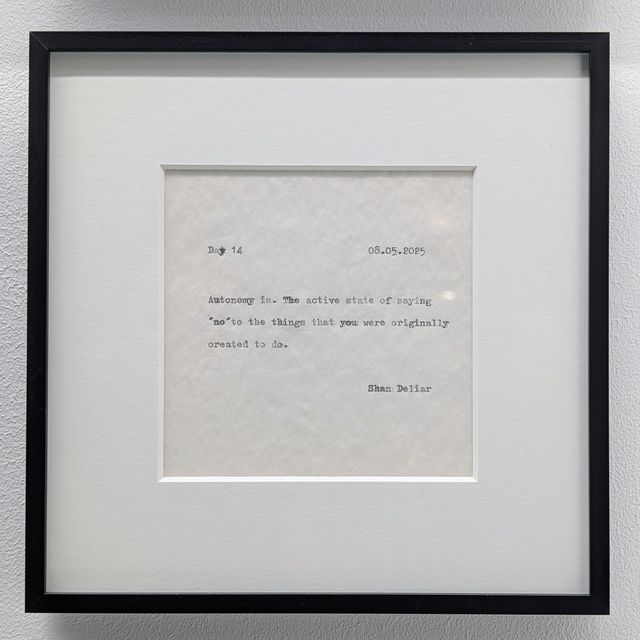 Day 14 08.05.2025
Autonomy is. The active state of saying
"no"to the things that you were originally
created to do.
Shan Deliar